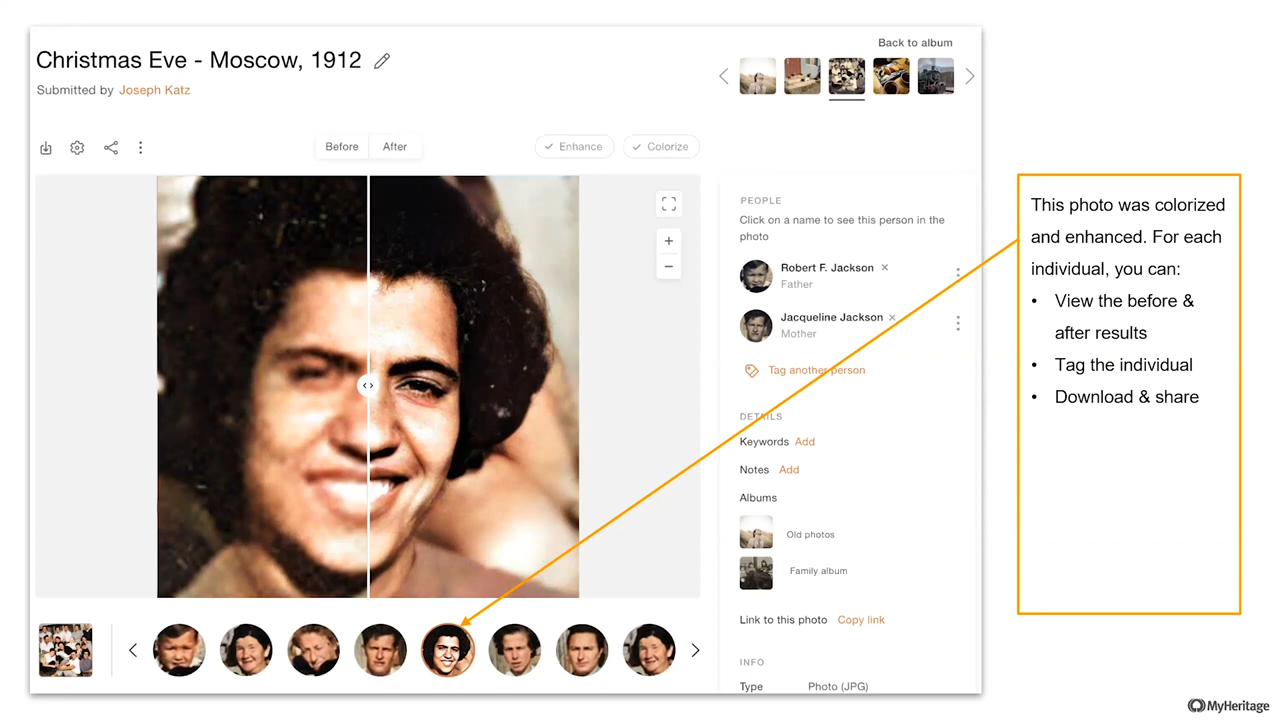 Christmas Eve - Moscow, 1912
Submitted by Joseph Katz
Back to album
Before
After
Enhance
Colorize
PEOPLE
Click on a name to see this person in the
photo
Robert F. Jackson
Father
Jacqueline Jackson
Mother
Tag another person
DETAILS
Keywords Add
Notes Add
Albums
Old photos
Family album
Link to this photo Copy link
INFO
Type Photo (JPG)
This photo was colorized
and enhanced. For each
individual, you can:
• View the before &
after results
• Tag the individual
• Download & share
MyHeritage